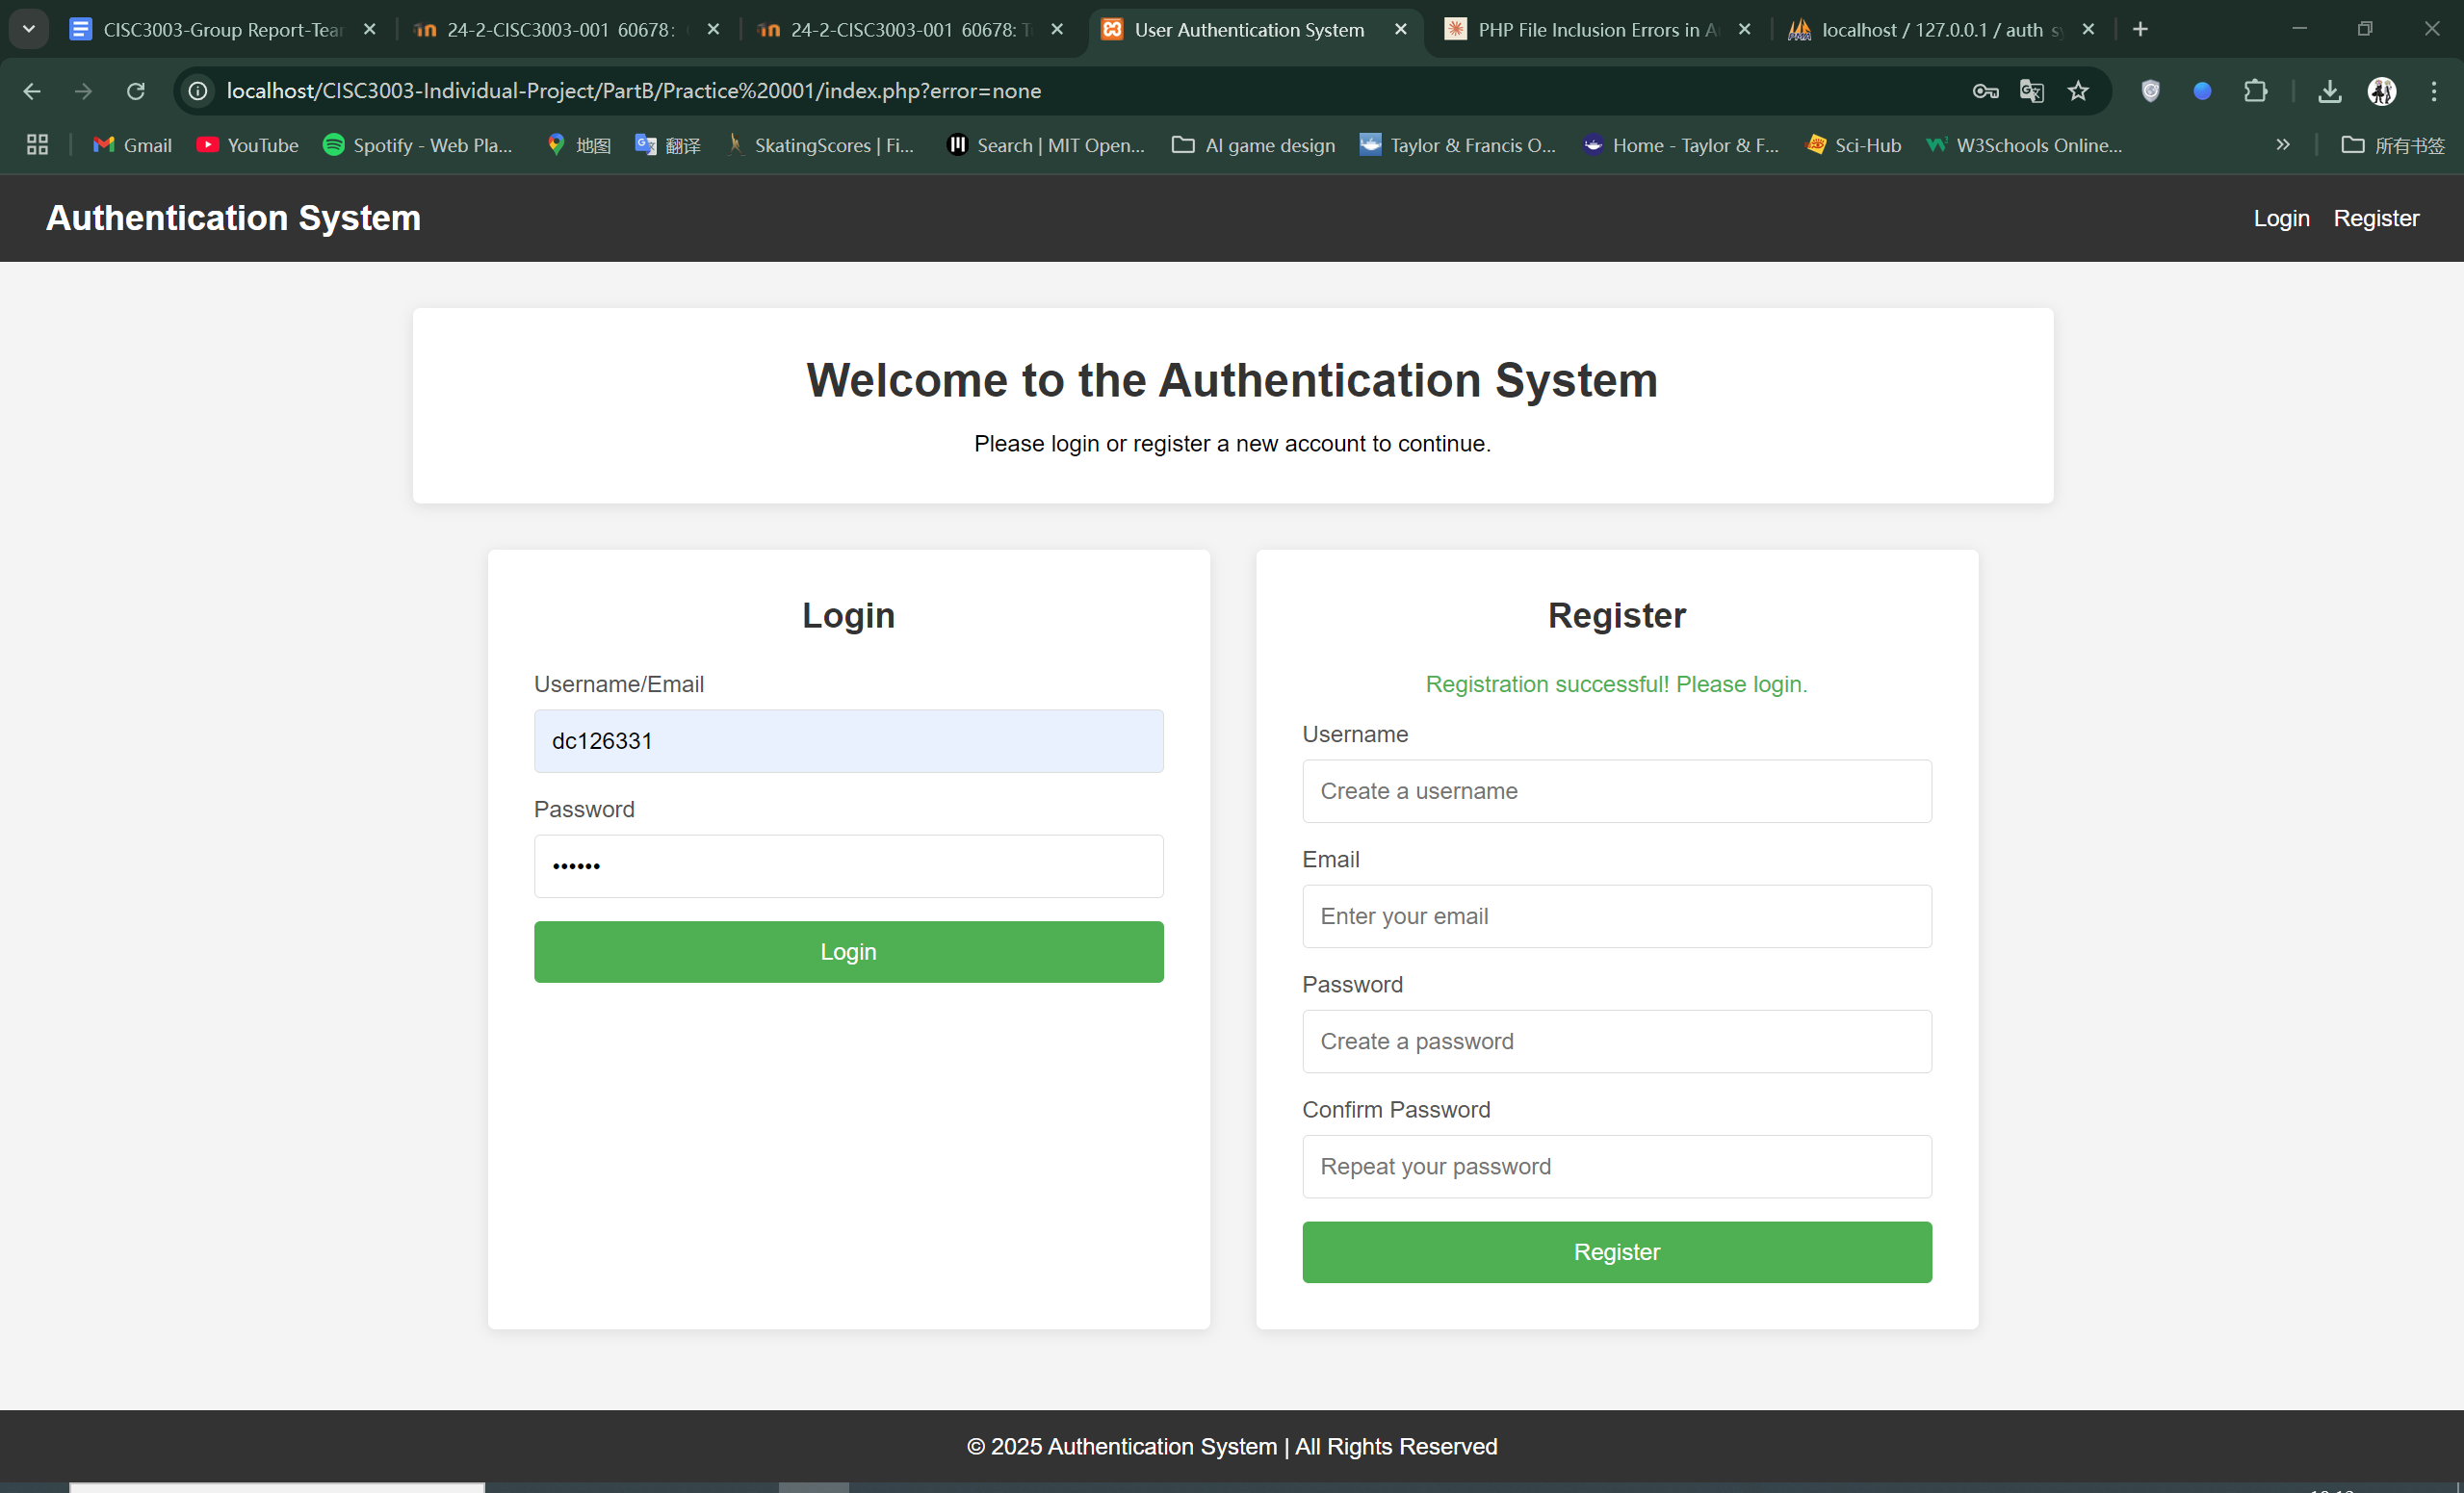 CISC3003-Group Report-Tear
24-2-CISC3003-001 60678:
24-2-CISC3003-001 60678: T
User Authentication System
PHP File Inclusion Errors in A
localhost / 127.0.0.1 / auth s
localhost/CISC3003-Individual-Project/PartB/Practice%20001/index.php?error=none
Gmail
YouTube
Spotify - Web Pla...
地图
翻译
SkatingScores | Fi...
Search | MIT Open...
AI game design
Taylor & Francis O...
Home - Taylor & F...
Sci-Hub
W3Schools Online...
所有书签
Authentication System
Login
Register
Welcome to the Authentication System
Please login or register a new account to continue.
Login
Username/Email
dc126331
Password
••••••
Login
Register
Registration successful! Please login.
Username
Create a username
Email
Enter your email
Password
Create a password
Confirm Password
Repeat your password
Register
© 2025 Authentication System | All Rights Reserved